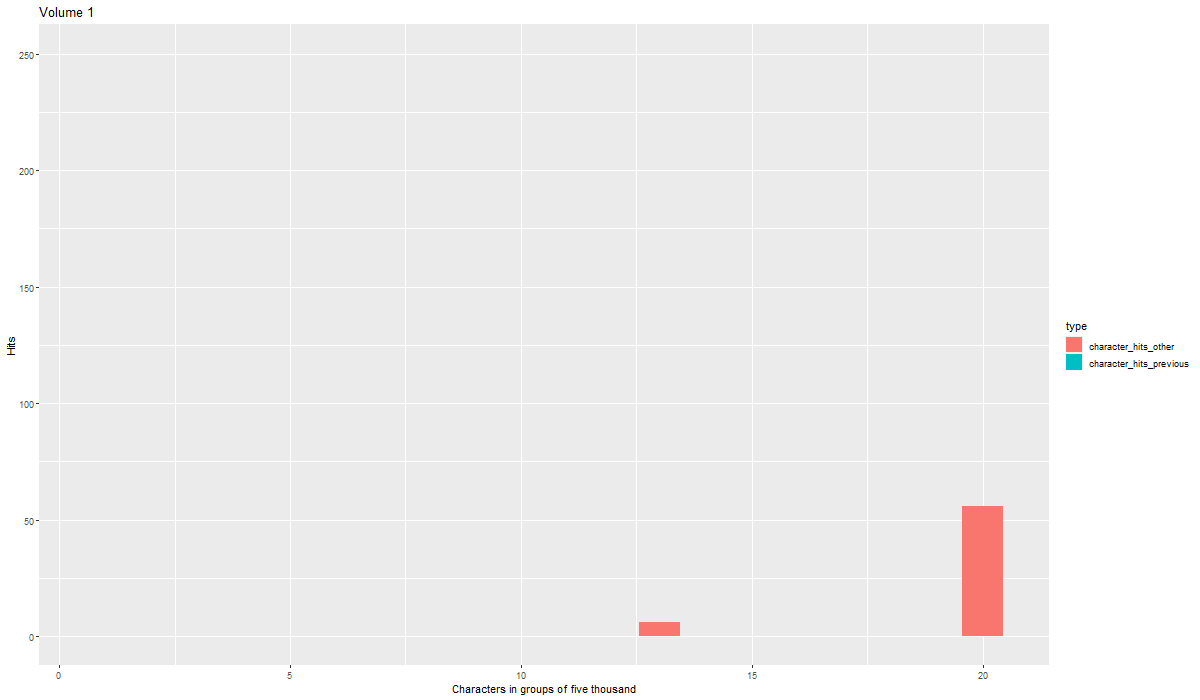 Volume 1
250
200
150
100
50
0
Hits
0 5 10 15 20
Characters in groups of five thousand
type
character_hits_other
character_hits_previous